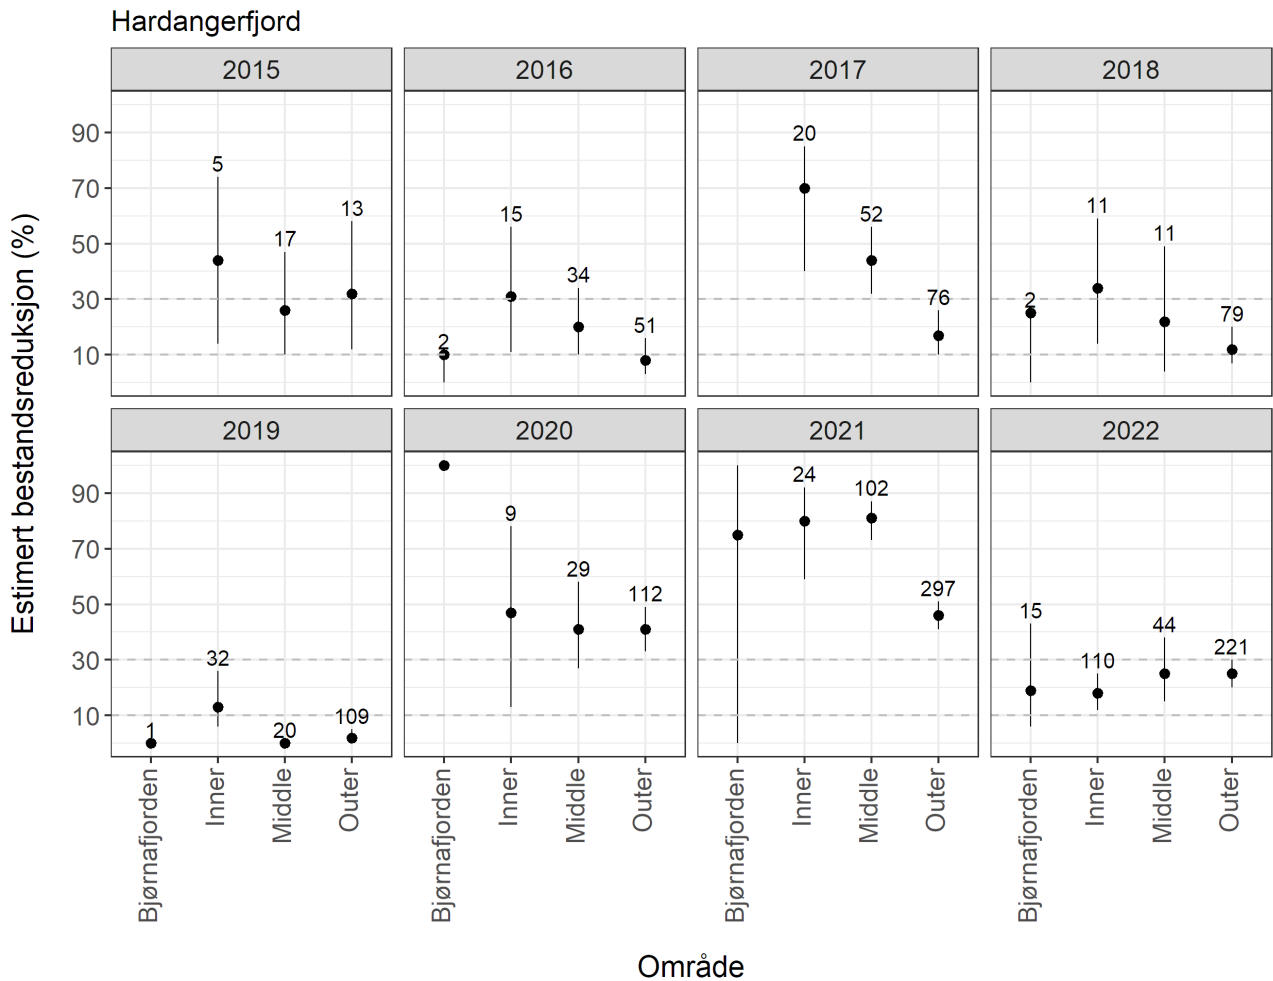 Hardangerfjord
2015 2016 2017 2018
90
70
50
30
10
5 17 13
2 15 34 51
20 52 76
2 11 11 79
2019 2020 2021 2022
90
70
50
30
10
1 32 20 109
9 29 112
24 102 297
15 110 44 221
Bjørnafjorden Inner Middle Outer
Bjørnafjorden Inner Middle Outer
Bjørnafjorden Inner Middle Outer
Bjørnafjorden Inner Middle Outer
Område
Estimert bestandsreduksjon (%)